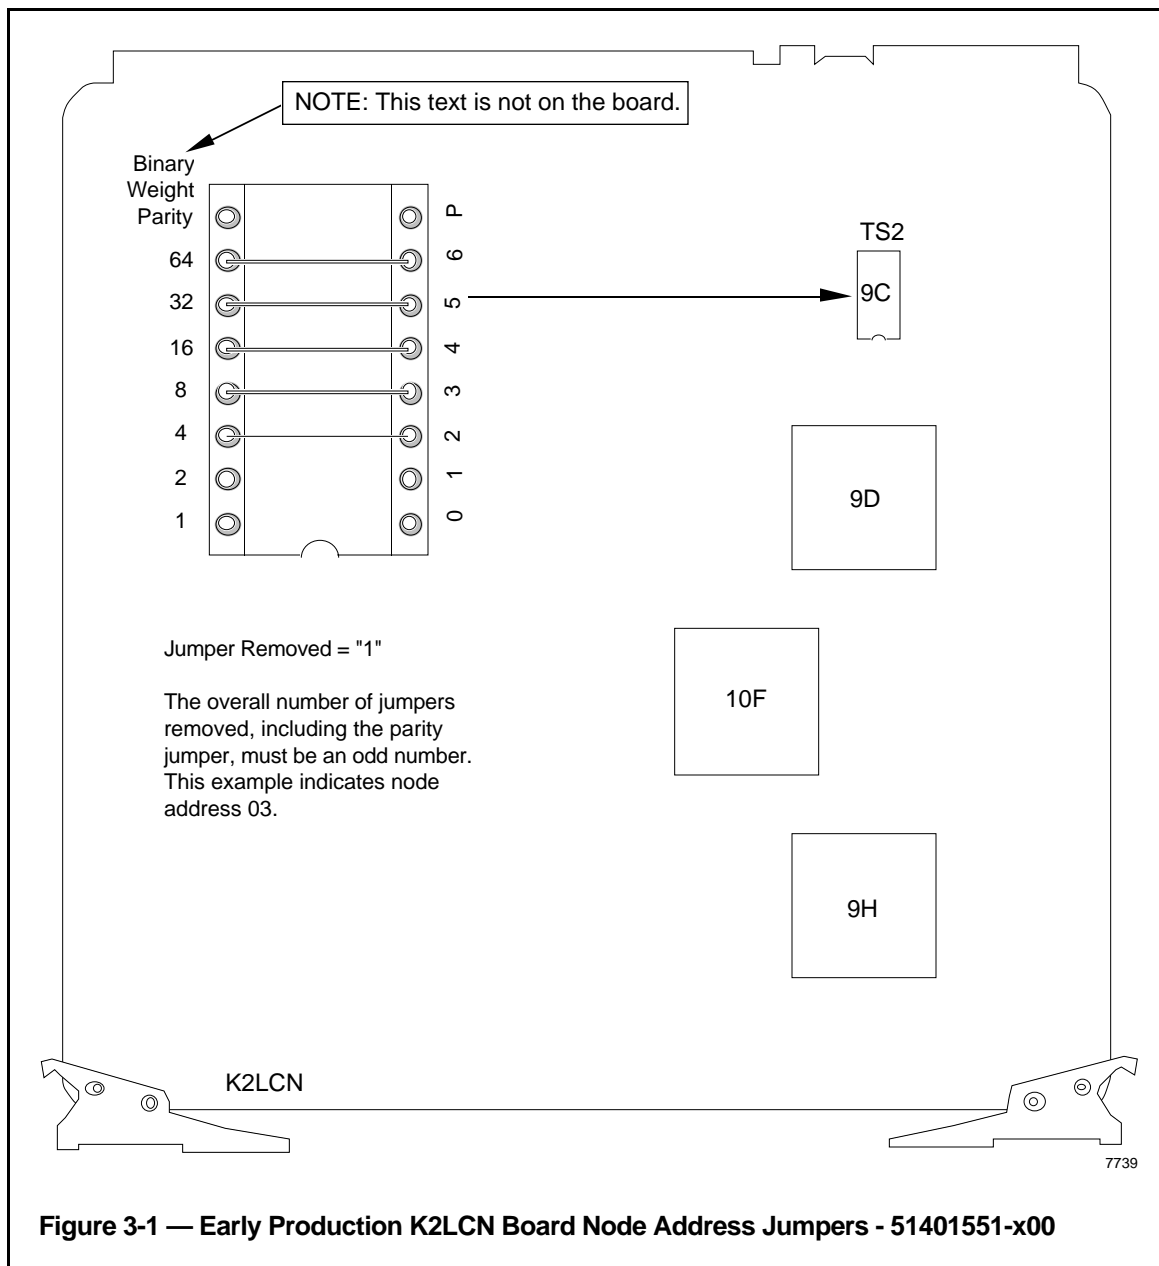 NOTE: This text is not on the board.
Binary
Weight
Parity
P
64
6
32
5
16
4
8
3
4
2
2
1
1
0
TS2
9C
9D
10F
9H
Jumper Removed = "1"
The overall number of jumpers
removed, including the parity
jumper, must be an odd number.
This example indicates node
address 03.
K2LCN
7739
Figure 3-1 — Early Production K2LCN Board Node Address Jumpers - 51401551-x00